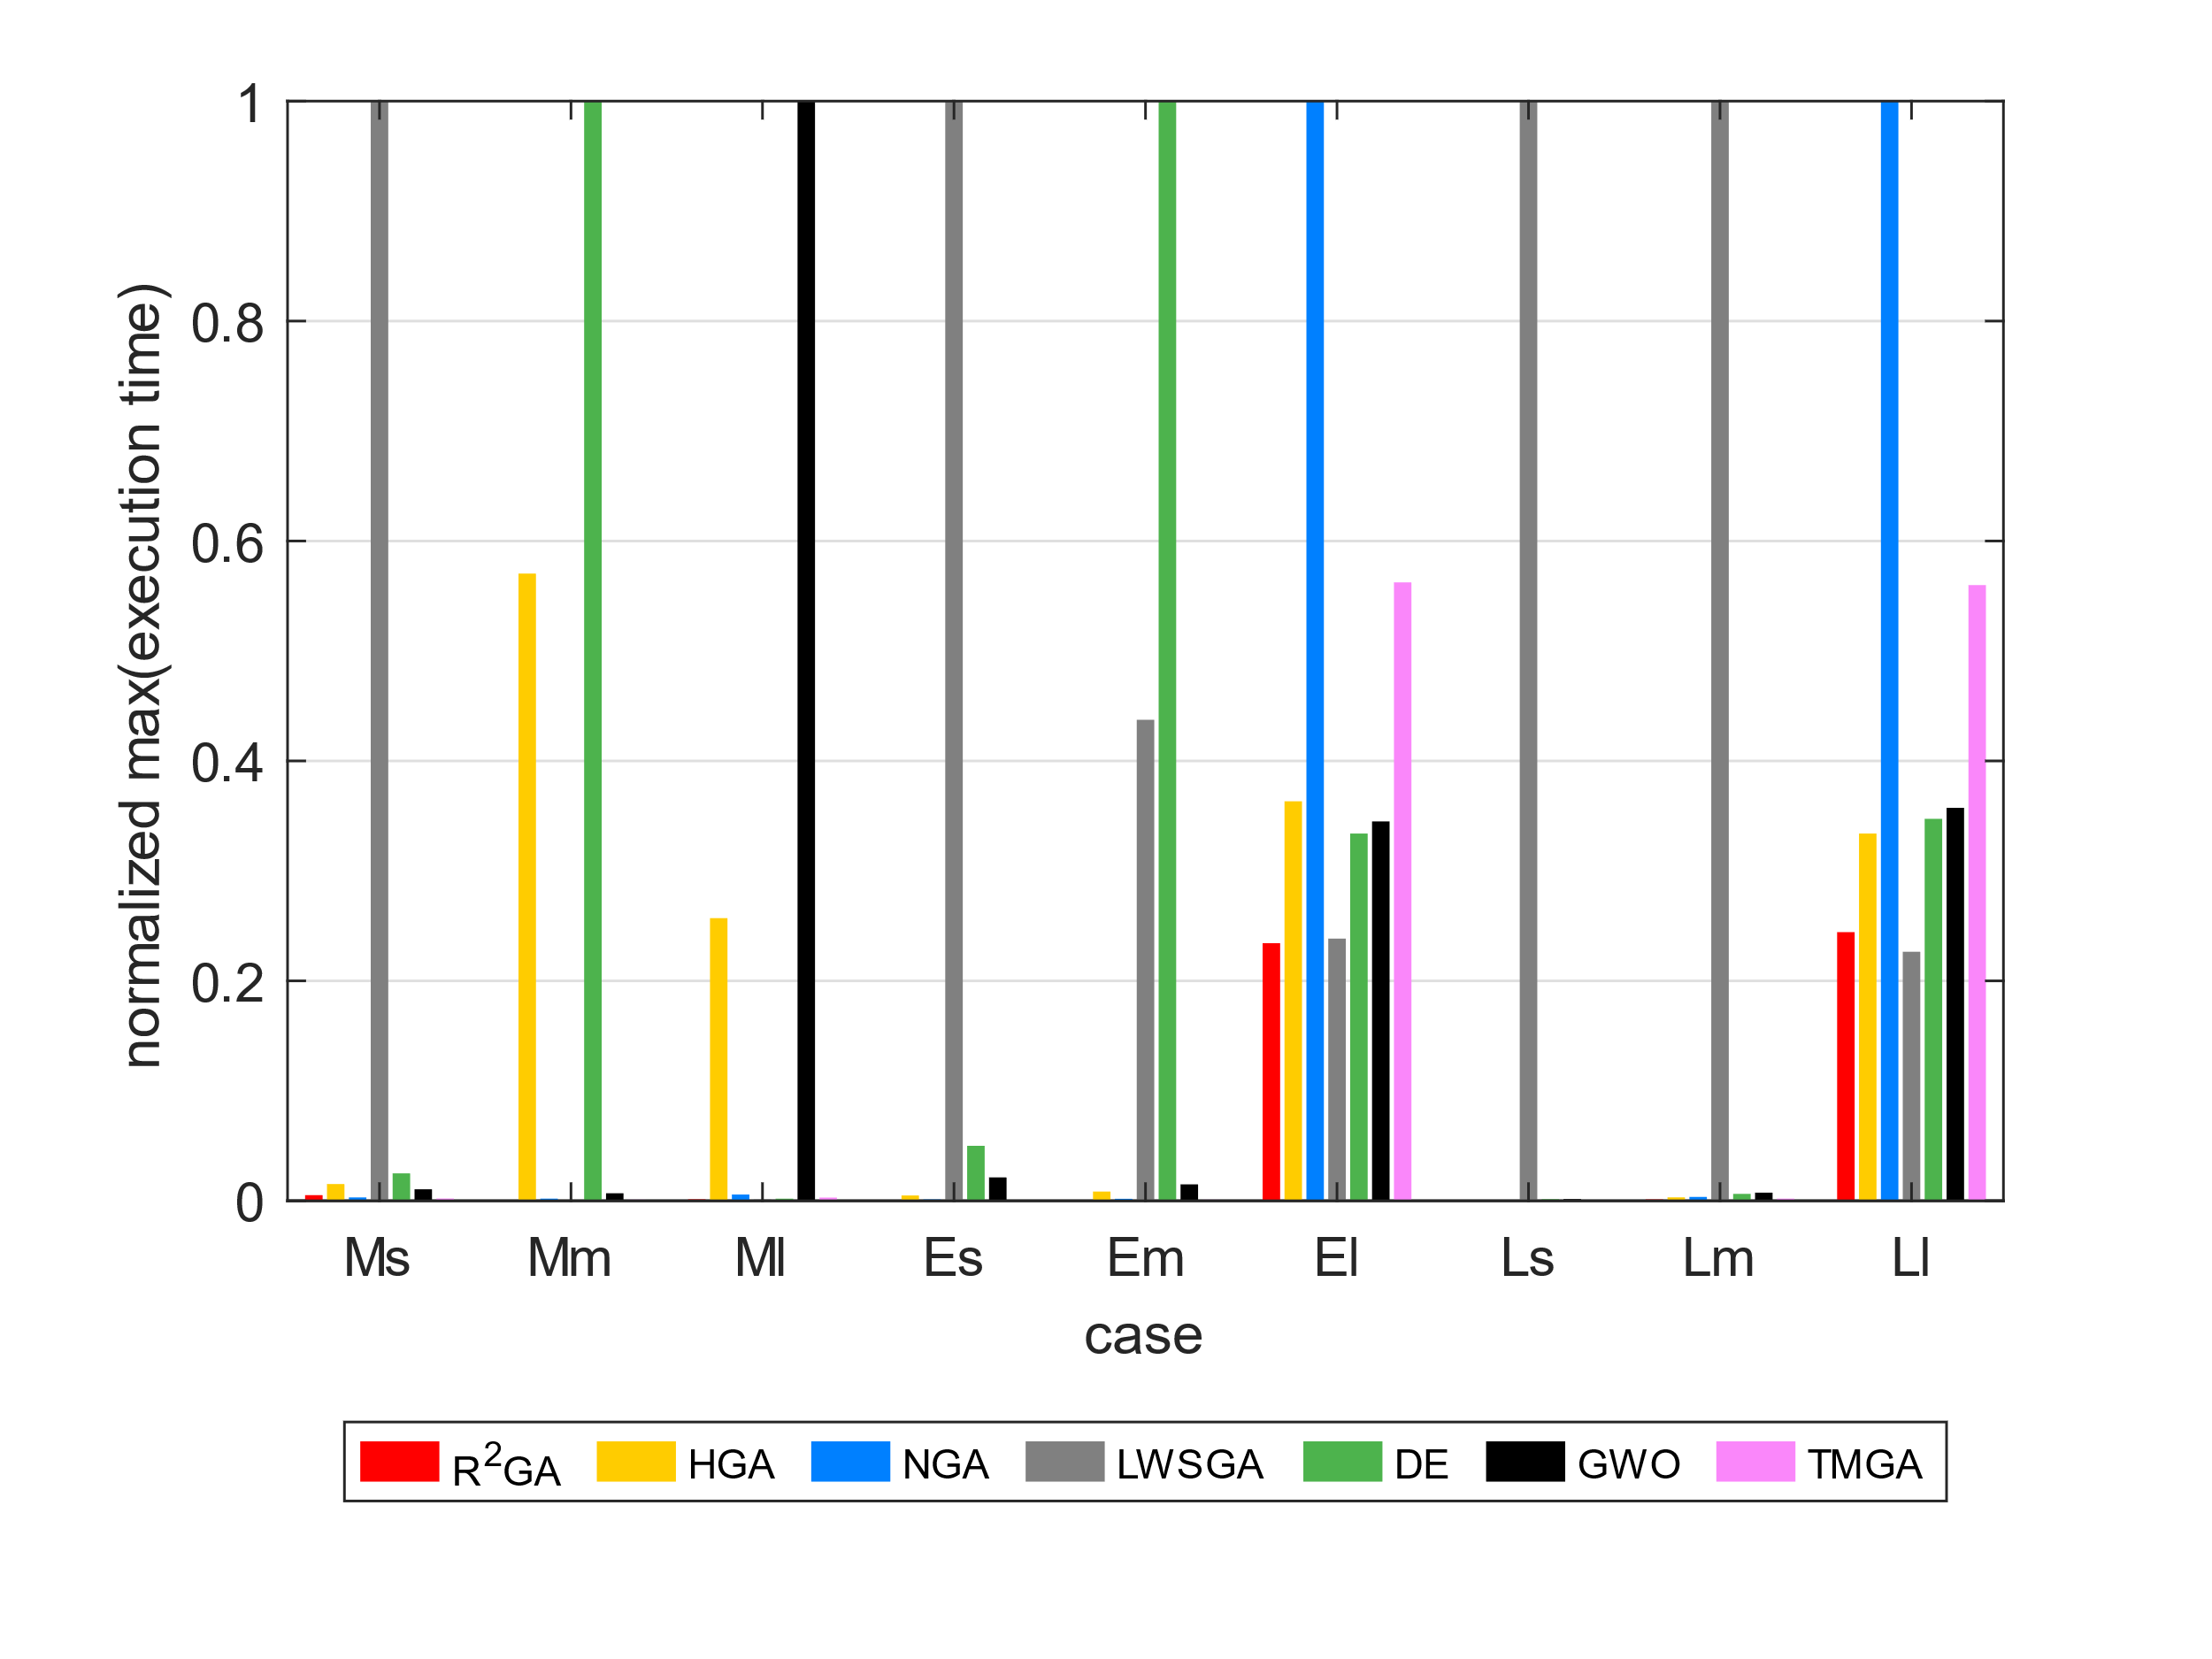 normalized max(execution time)
1
0.8
0.6
0.4
0.2
0
Ms Mm Ml Es Em El Ls Lm Ll
case
R²GA HGA NGA LWSGA DE GWO TMGA